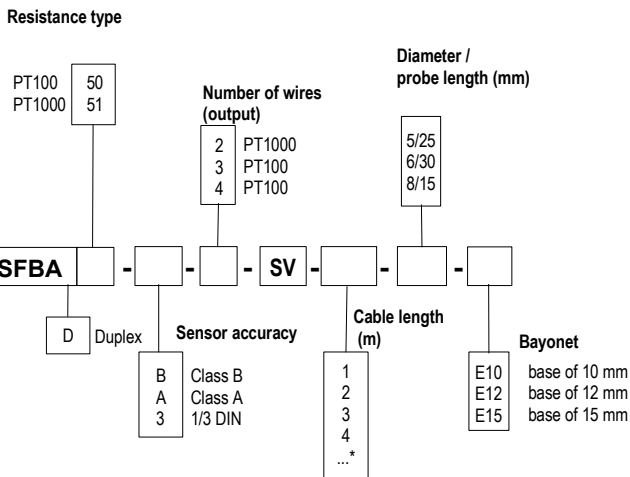 Resistance type
PT100 50
PT1000 51
Number of wires
(output)
2 PT1000
3 PT100
4 PT100
Diameter /
probe length (mm)
5/25
6/30
8/15
SFBA - - - SV - - -
D Duplex
Sensor accuracy
B Class B
A Class A
3 1/3 DIN
Cable length
(m)
1
2
3
4
...*
Bayonet
E10 base of 10 mm
E12 base of 12 mm
E15 base of 15 mm